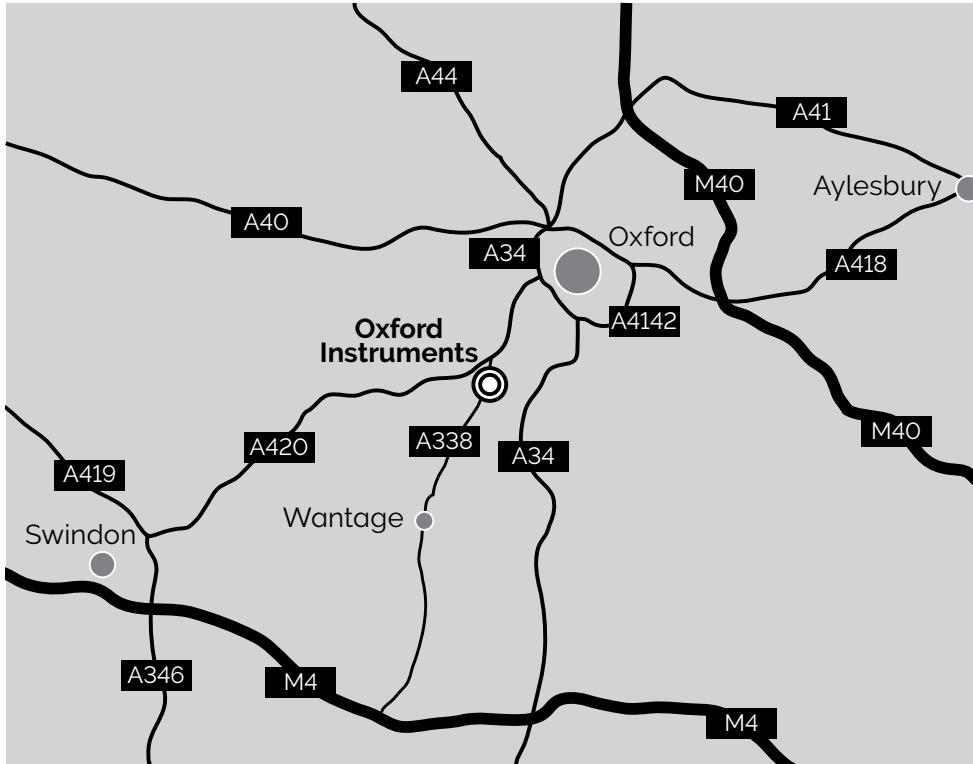 A44
A41
M40
Aylesbury
A40
Oxford
A34
A418
A4142
Oxford
Instruments
M40
A338
A420
A34
A419
Wantage
Swindon
A346
M4
M4